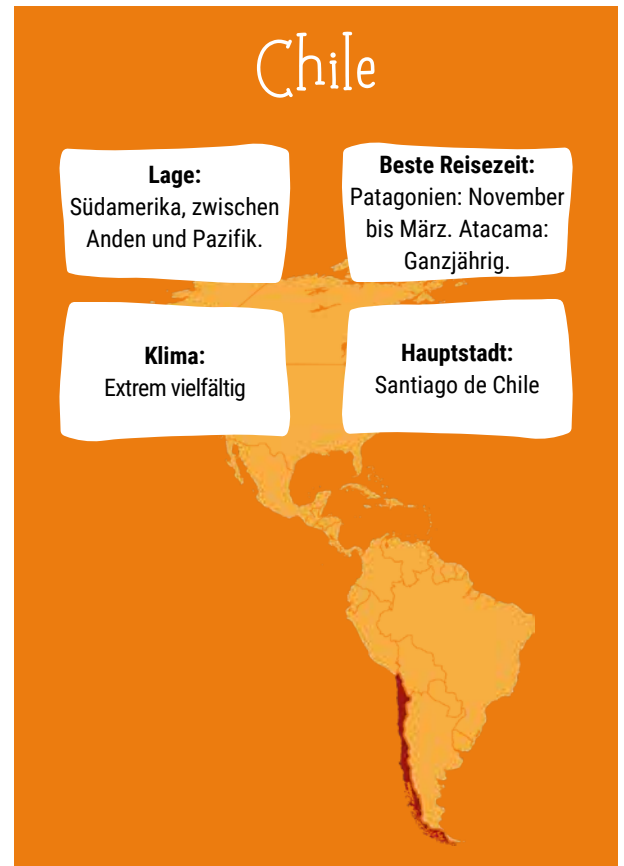 Chile
Lage:
Südamerika, zwischen
Anden und Pazifik.
Beste Reisezeit:
Patagonien: November
bis März. Atacama:
Ganzjährig.
Klima:
Extrem vielfältig
Hauptstadt:
Santiago de Chile